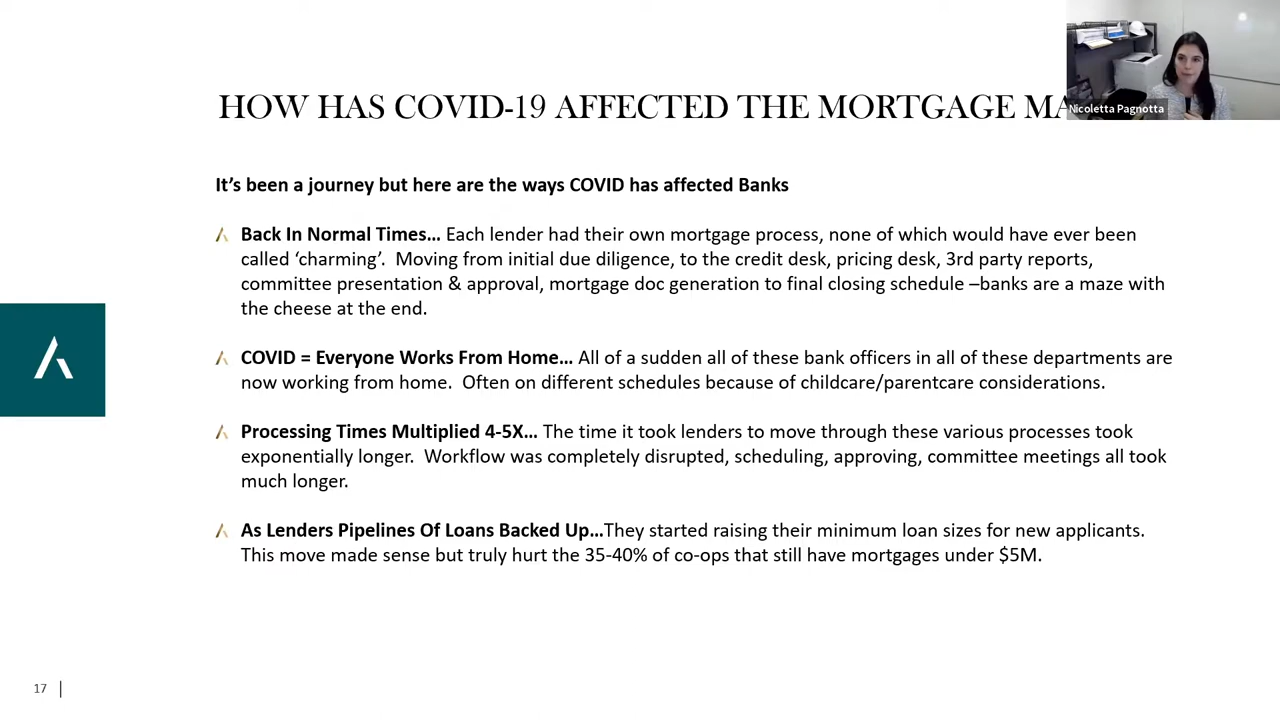 HOW HAS COVID-19 AFFECTED THE MORTGAGE MA
Nicoletta Pagnotta
It's been a journey but here are the ways COVID has affected Banks
Back In Normal Times... Each lender had their own mortgage process, none of which would have ever been
called ‘charming’.  Moving from initial due diligence, to the credit desk, pricing desk, 3rd party reports,
committee presentation & approval, mortgage doc generation to final closing schedule –banks are a maze with
the cheese at the end.
COVID = Everyone Works From Home... All of a sudden all of these bank officers in all of these departments are
now working from home.  Often on different schedules because of childcare/parentcare considerations.
Processing Times Multiplied 4-5X... The time it took lenders to move through these various processes took
exponentially longer.  Workflow was completely disrupted, scheduling, approving, committee meetings all took
much longer.
As Lenders Pipelines Of Loans Backed Up...They started raising their minimum loan sizes for new applicants.
This move made sense but truly hurt the 35-40% of co-ops that still have mortgages under $5M.
17 |